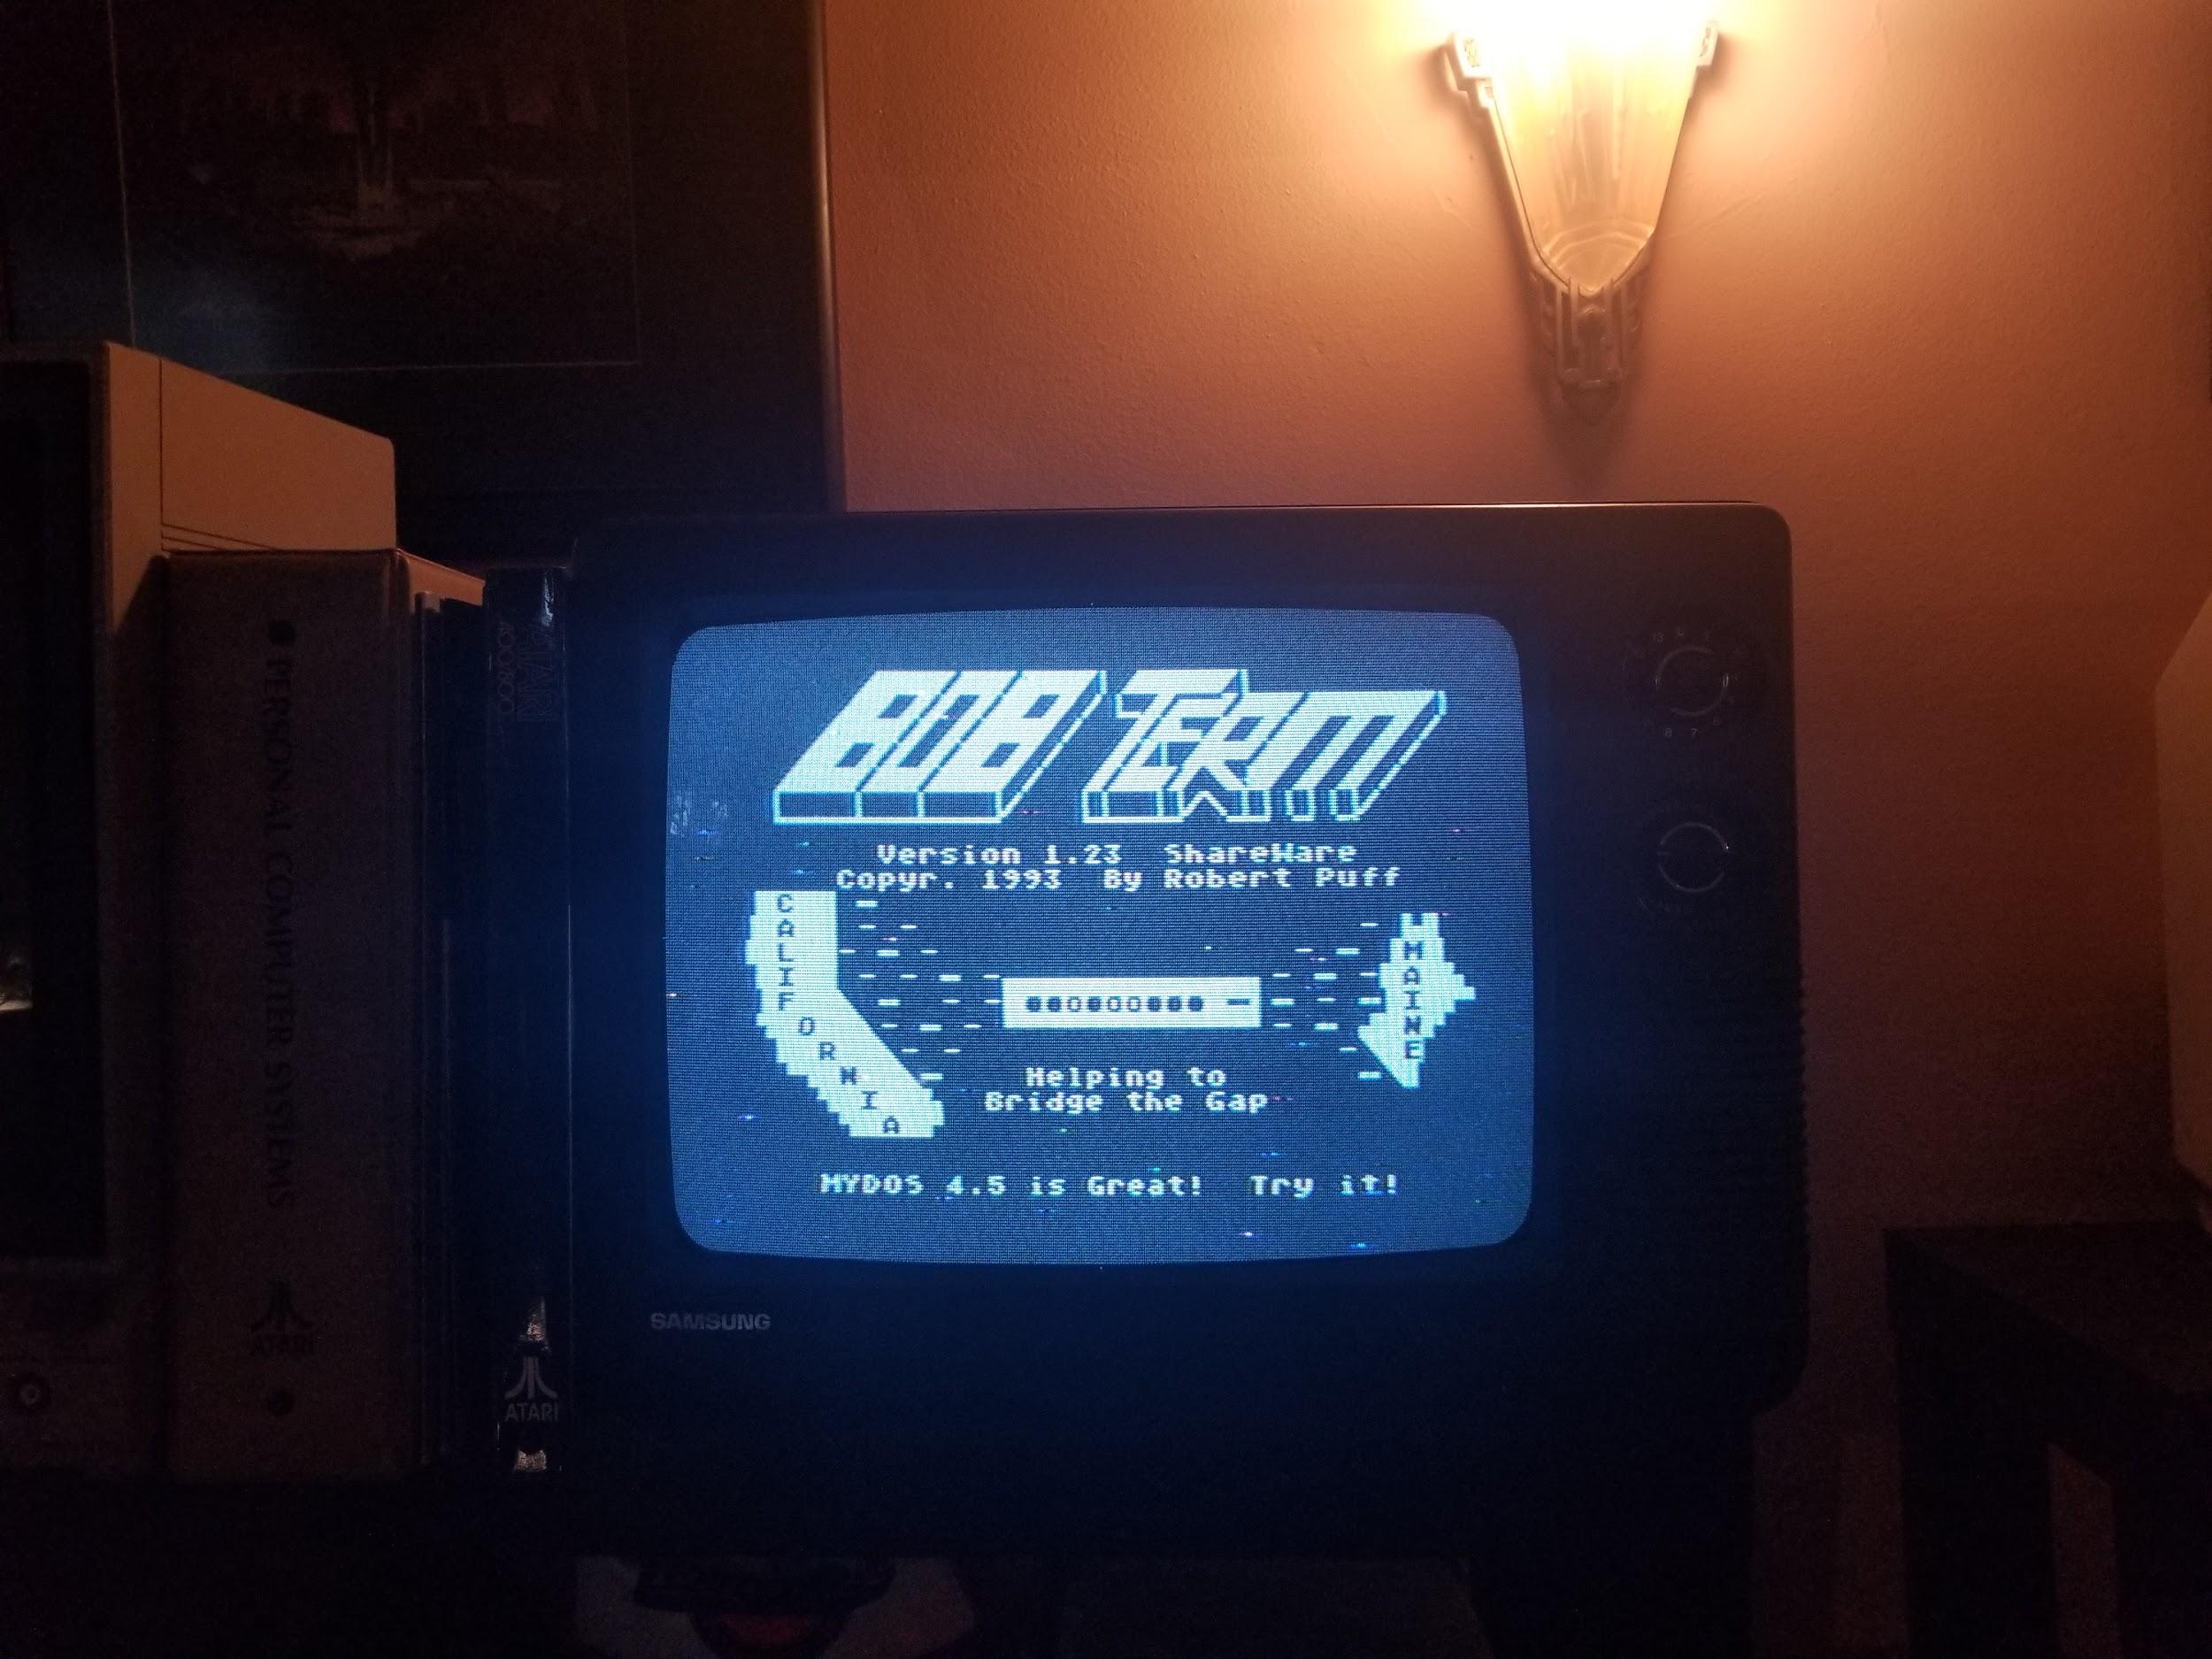 BOB TERM
Version 1.23 ShareWare
Copyr. 1993 By Robert Puff
CALIFORNIA
MAINE
Helping to
Bridge the Gap
MYDOS 4.5 is Great! Try it!
SAMSUNG
PERSONAL COMPUTER SYSTEMS
ATARI
ATARI